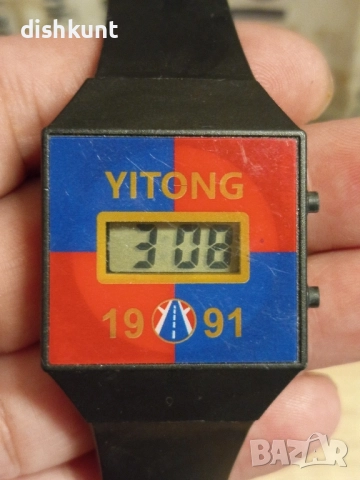 dishkunt
YITONG
3 08
19 91
BAZAR